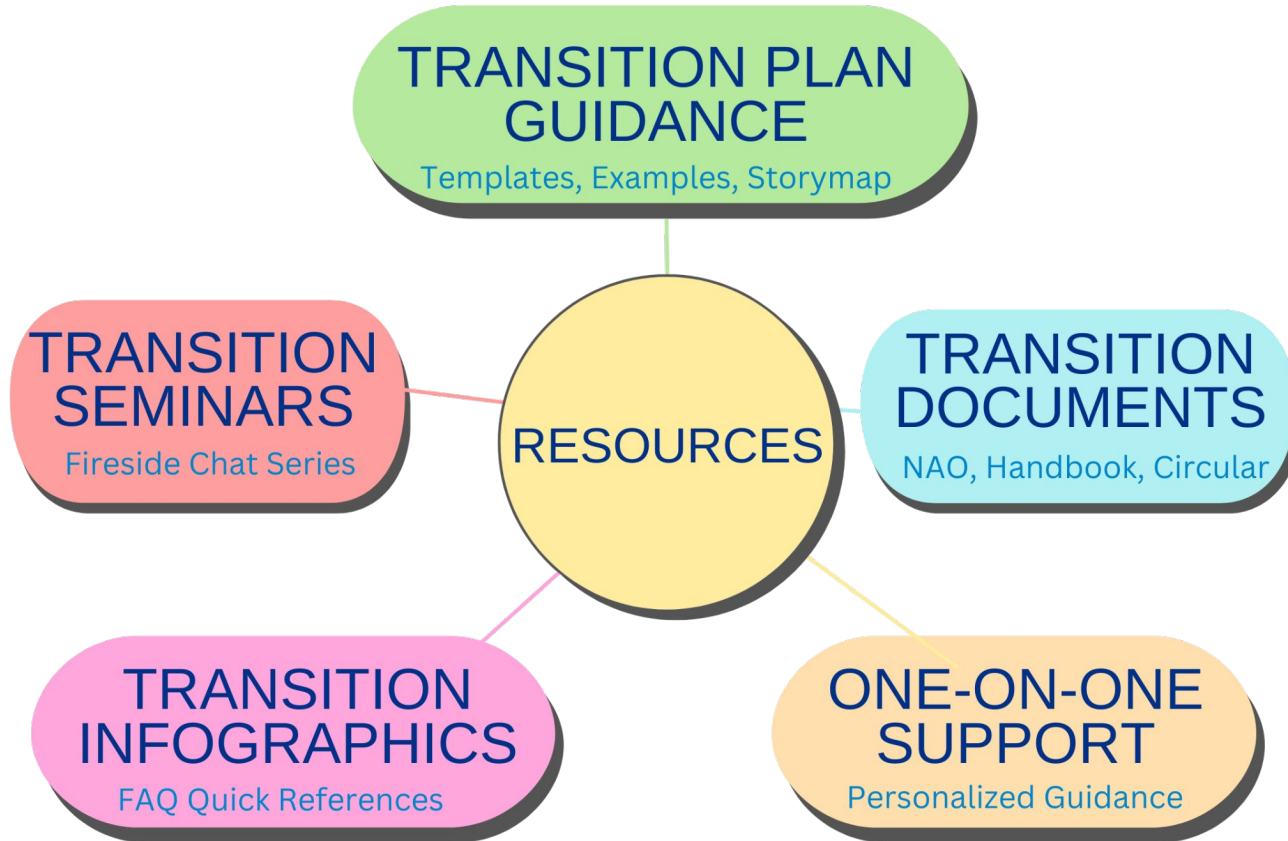 TRANSITION PLAN
GUIDANCE
Templates, Examples, Storymap
TRANSITION
SEMINARS
Fireside Chat Series
RESOURCES
TRANSITION
DOCUMENTS
NAO, Handbook, Circular
TRANSITION
INFOGRAPHICS
FAQ Quick References
ONE-ON-ONE
SUPPORT
Personalized Guidance